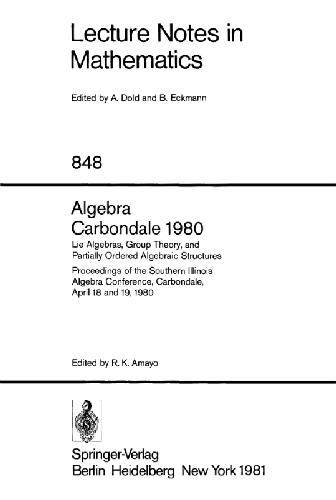 Lecture Notes in
Mathematics
Edited by A. Dold and B. Eckmann
848
Algebra
Carbondale 1980
Lie Algebras, Group Theory, and
Partially Ordered Algebraic Structures
Proceedings of the Southern Illinois
Algebra Conference, Carbondale,
April 18 and 19, 1980
Edited by R. K. Amayo
Springer-Verlag
Berlin Heidelberg New York 1981